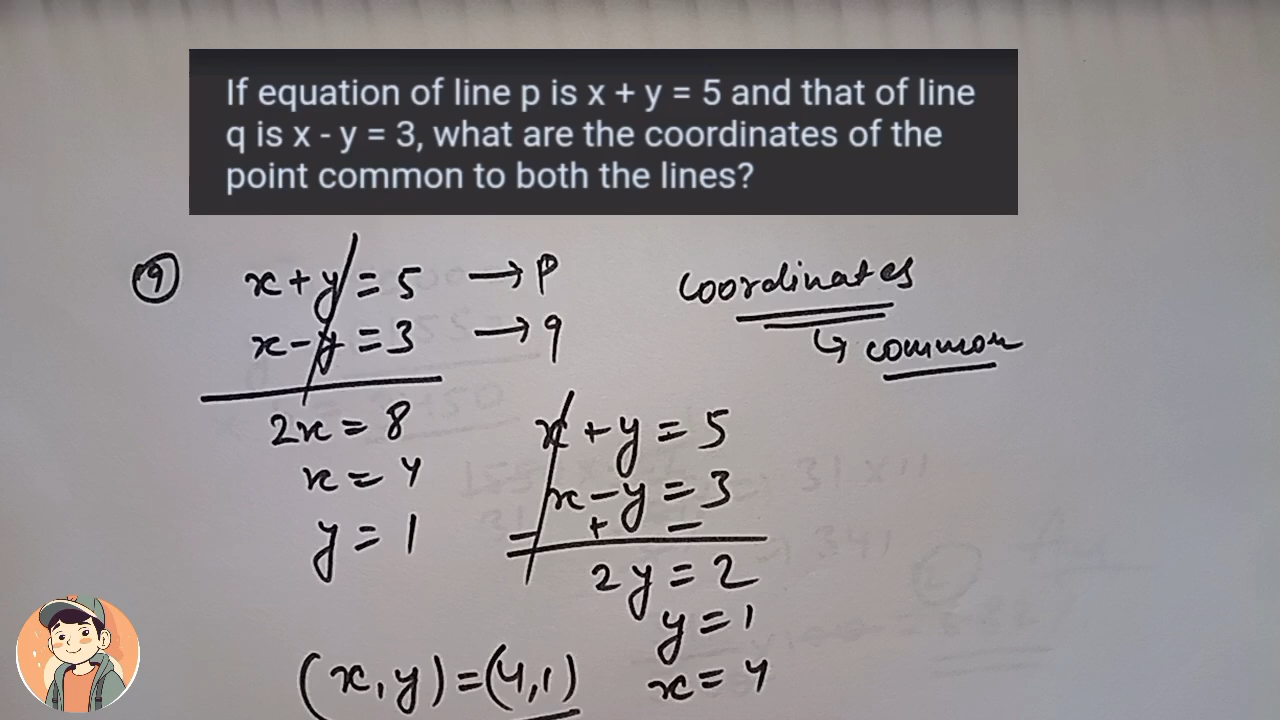 If equation of line p is x + y = 5 and that of line
q is x - y = 3, what are the coordinates of the
point common to both the lines?
9
x+y=5 → p
x-y=3 → q
2x=8
x=4
y=1
coordinates
↳ common
x+y=5
x-y=3
- + -
2y=2
y=1
x=4
(x,y)=(4,1)